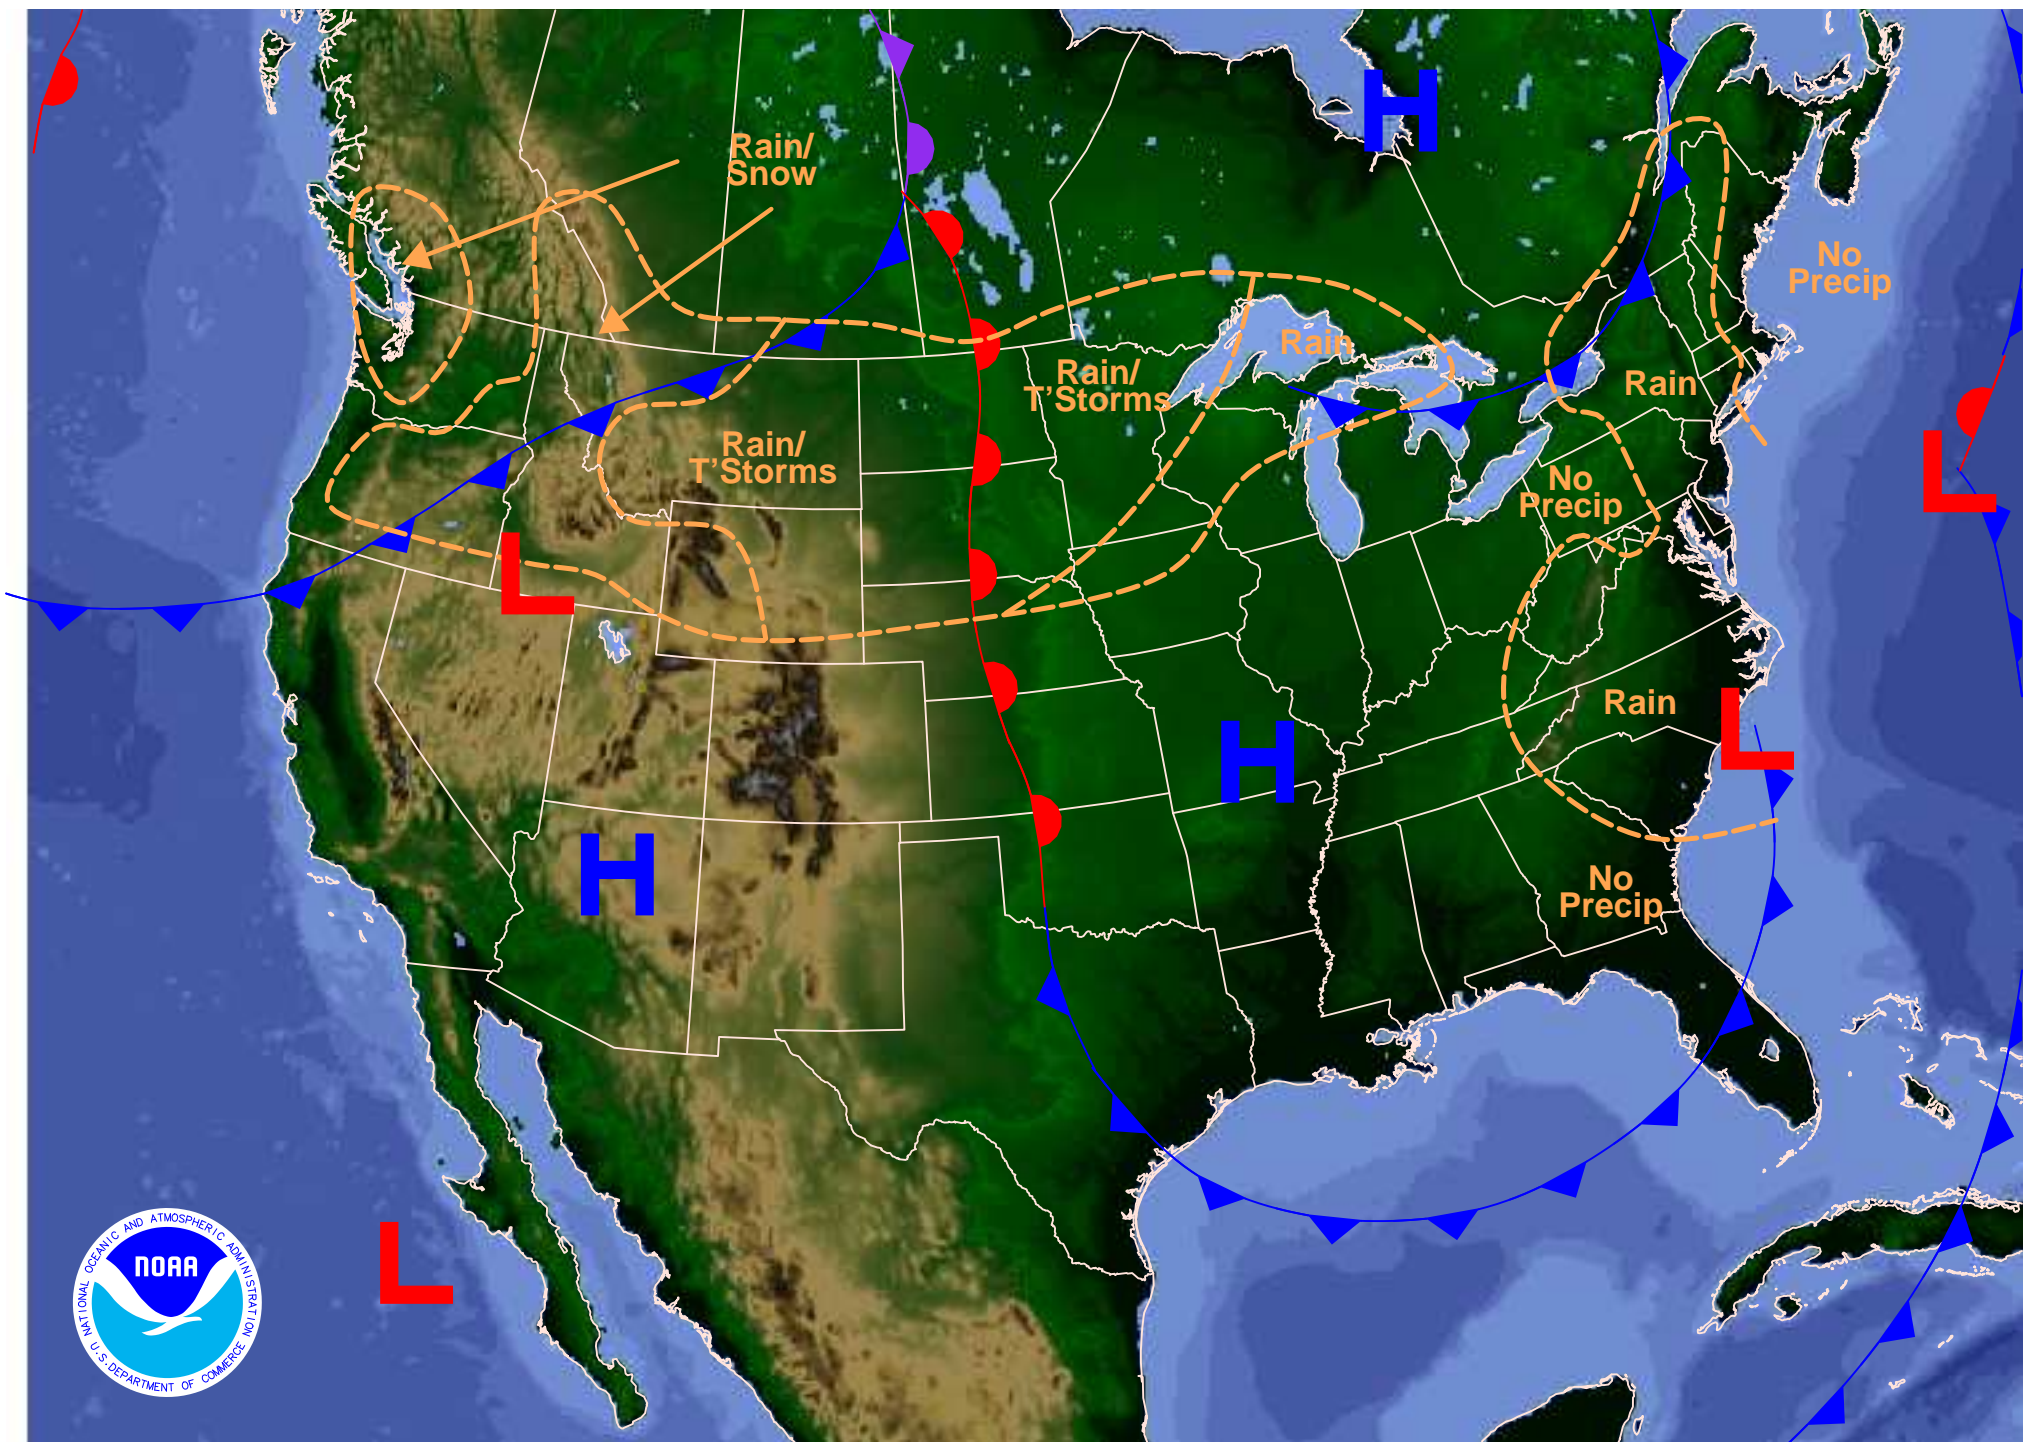 H
Rain/
Snow
No
Precip
Rain
Rain/
T'Storms
Rain
Rain/
T'Storms
L
No
Precip
L
Rain
L
H
H
No
Precip
L
NATIONAL OCEANIC AND ATMOSPHERIC ADMINISTRATION
NOAA
U.S. DEPARTMENT OF COMMERCE